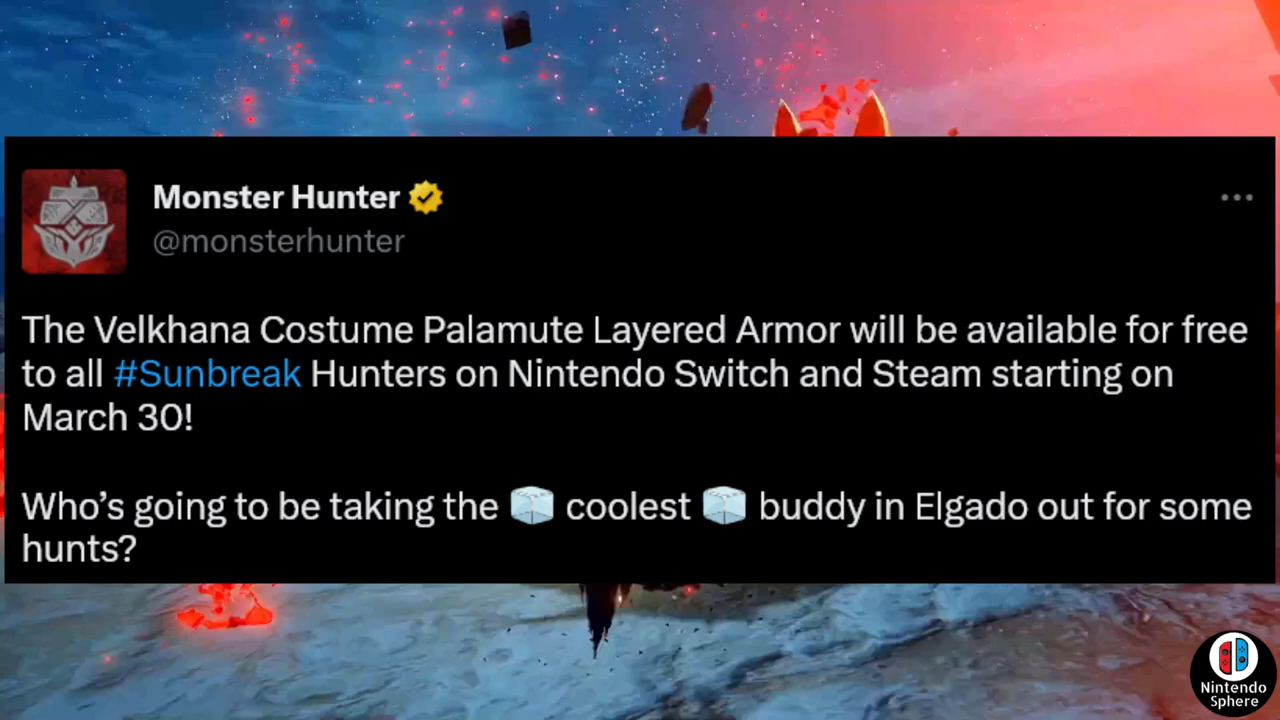 Monster Hunter
@monsterhunter
The Velkhana Costume Palamute Layered Armor will be available for free
to all #Sunbreak Hunters on Nintendo Switch and Steam starting on
March 30!
Who’s going to be taking the 🧊 coolest 🧊 buddy in Elgado out for some
hunts?
Nintendo
Sphere